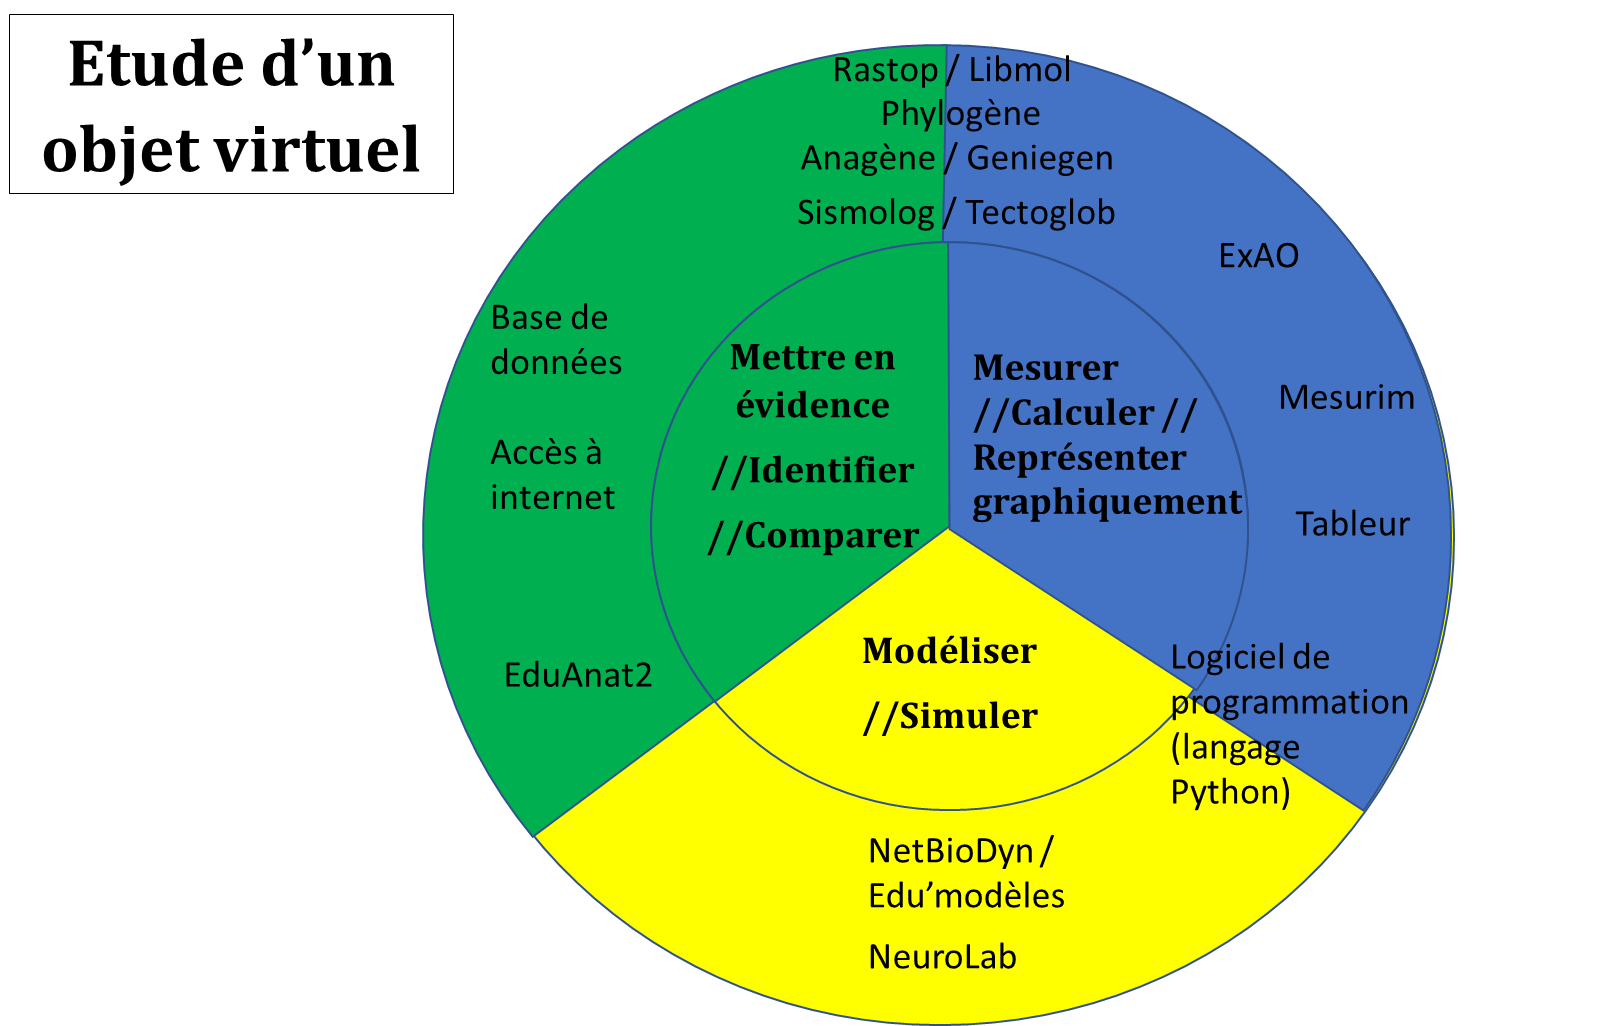 Etude d’un
objet virtuel
Rastop / Libmol
Phylogène
Anagène / Geniegen
Sismolog / Tectoglob
ExAO
Base de
données
Mettre en
évidence
//Identifier
//Comparer
Mesurer
//Calculer //
Représenter
graphiquement
Mesurim
Accès à
internet
Tableur
EduAnat2
Modéliser
//Simuler
Logiciel de
programmation
(langage
Python)
NetBioDyn /
Edu’modèles
NeuroLab